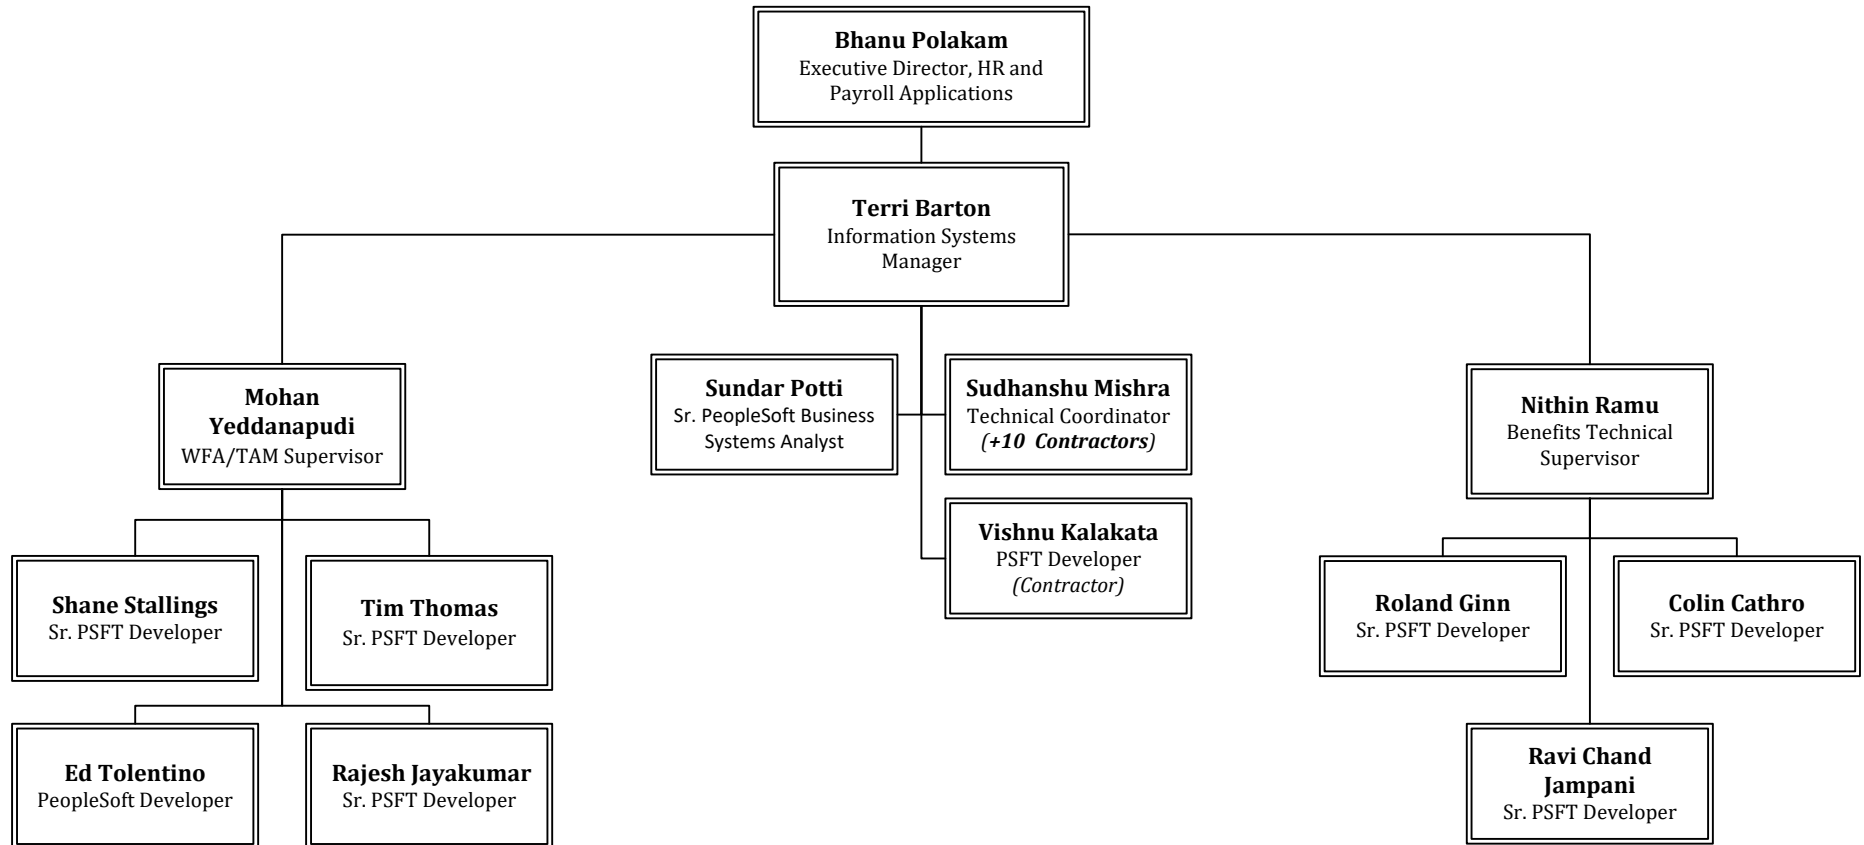 Bhanu Polakam
Executive Director, HR and
Payroll Applications
Terri Barton
Information Systems
Manager
Mohan
Yeddanapudi
WFA/TAM Supervisor
Sundar Potti
Sr. PeopleSoft Business
Systems Analyst
Sudhanshu Mishra
Technical Coordinator
(+10 Contractors)
Nithin Ramu
Benefits Technical
Supervisor
Vishnu Kalakata
PSFT Developer
(Contractor)
Shane Stallings
Sr. PSFT Developer
Tim Thomas
Sr. PSFT Developer
Roland Ginn
Sr. PSFT Developer
Colin Cathro
Sr. PSFT Developer
Ed Tolentino
PeopleSoft Developer
Rajesh Jayakumar
Sr. PSFT Developer
Ravi Chand
Jampani
Sr. PSFT Developer